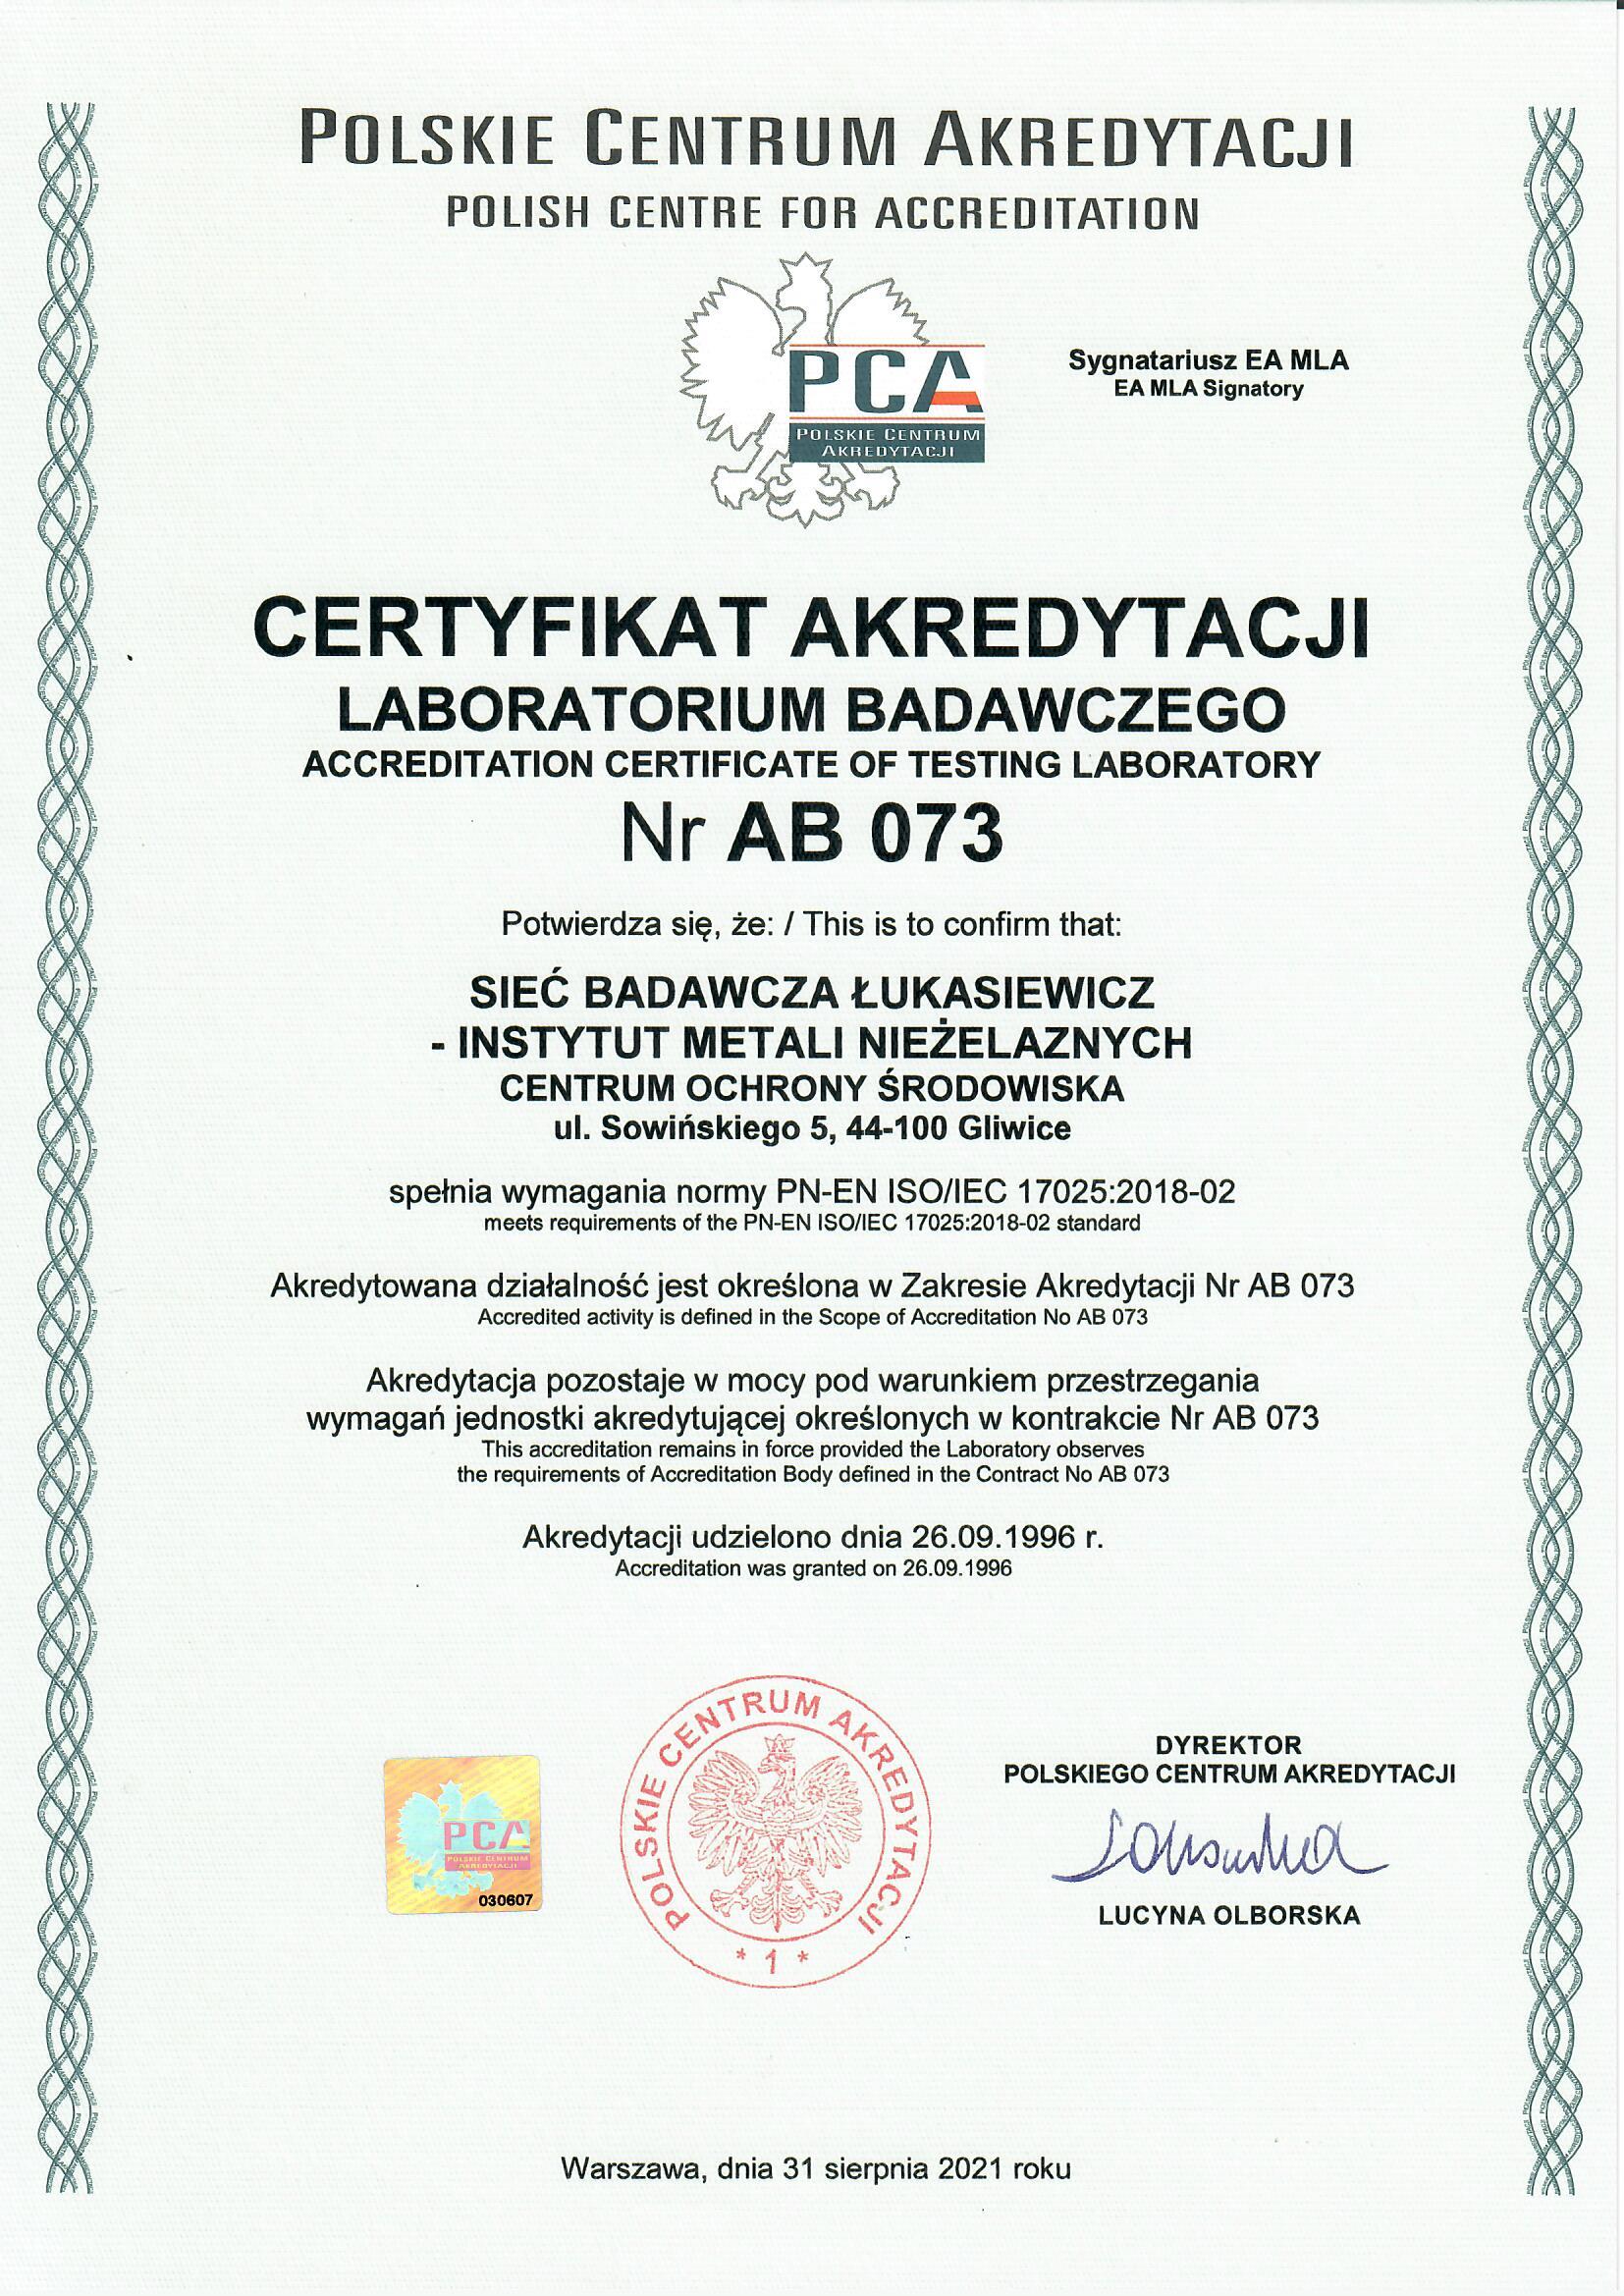 POLSKIE CENTRUM AKREDYTACJI
POLISH CENTRE FOR ACCREDITATION
PCA
POLSKIE CENTRUM
AKREDYTACJI
Sygnatariusz EA MLA
EA MLA Signatory
CERTYFIKAT AKREDYTACJI
LABORATORIUM BADAWCZEGO
ACCREDITATION CERTIFICATE OF TESTING LABORATORY
Nr AB 073
Potwierdza się, że: / This is to confirm that:
SIEĆ BADAWCZA ŁUKASIEWICZ
- INSTYTUT METALI NIEŻELAZNYCH
CENTRUM OCHRONY ŚRODOWISKA
ul. Sowińskiego 5, 44-100 Gliwice
spełnia wymagania normy PN-EN ISO/IEC 17025:2018-02
meets requirements of the PN-EN ISO/IEC 17025:2018-02 standard
Akredytowana działalność jest określona w Zakresie Akredytacji Nr AB 073
Accredited activity is defined in the Scope of Accreditation No AB 073
Akredytacja pozostaje w mocy pod warunkiem przestrzegania
wymagań jednostki akredytującej określonych w kontrakcie Nr AB 073
This accreditation remains in force provided the Laboratory observes
the requirements of Accreditation Body defined in the Contract No AB 073
Akredytacji udzielono dnia 26.09.1996 r.
Accreditation was granted on 26.09.1996
PCA
POLSKIE CENTRUM
AKREDYTACJI
030607
POLSKIE CENTRUM AKREDYTACJI
* 1 *
DYREKTOR
POLSKIEGO CENTRUM AKREDYTACJI
LUCYNA OLBORSKA
Warszawa, dnia 31 sierpnia 2021 roku